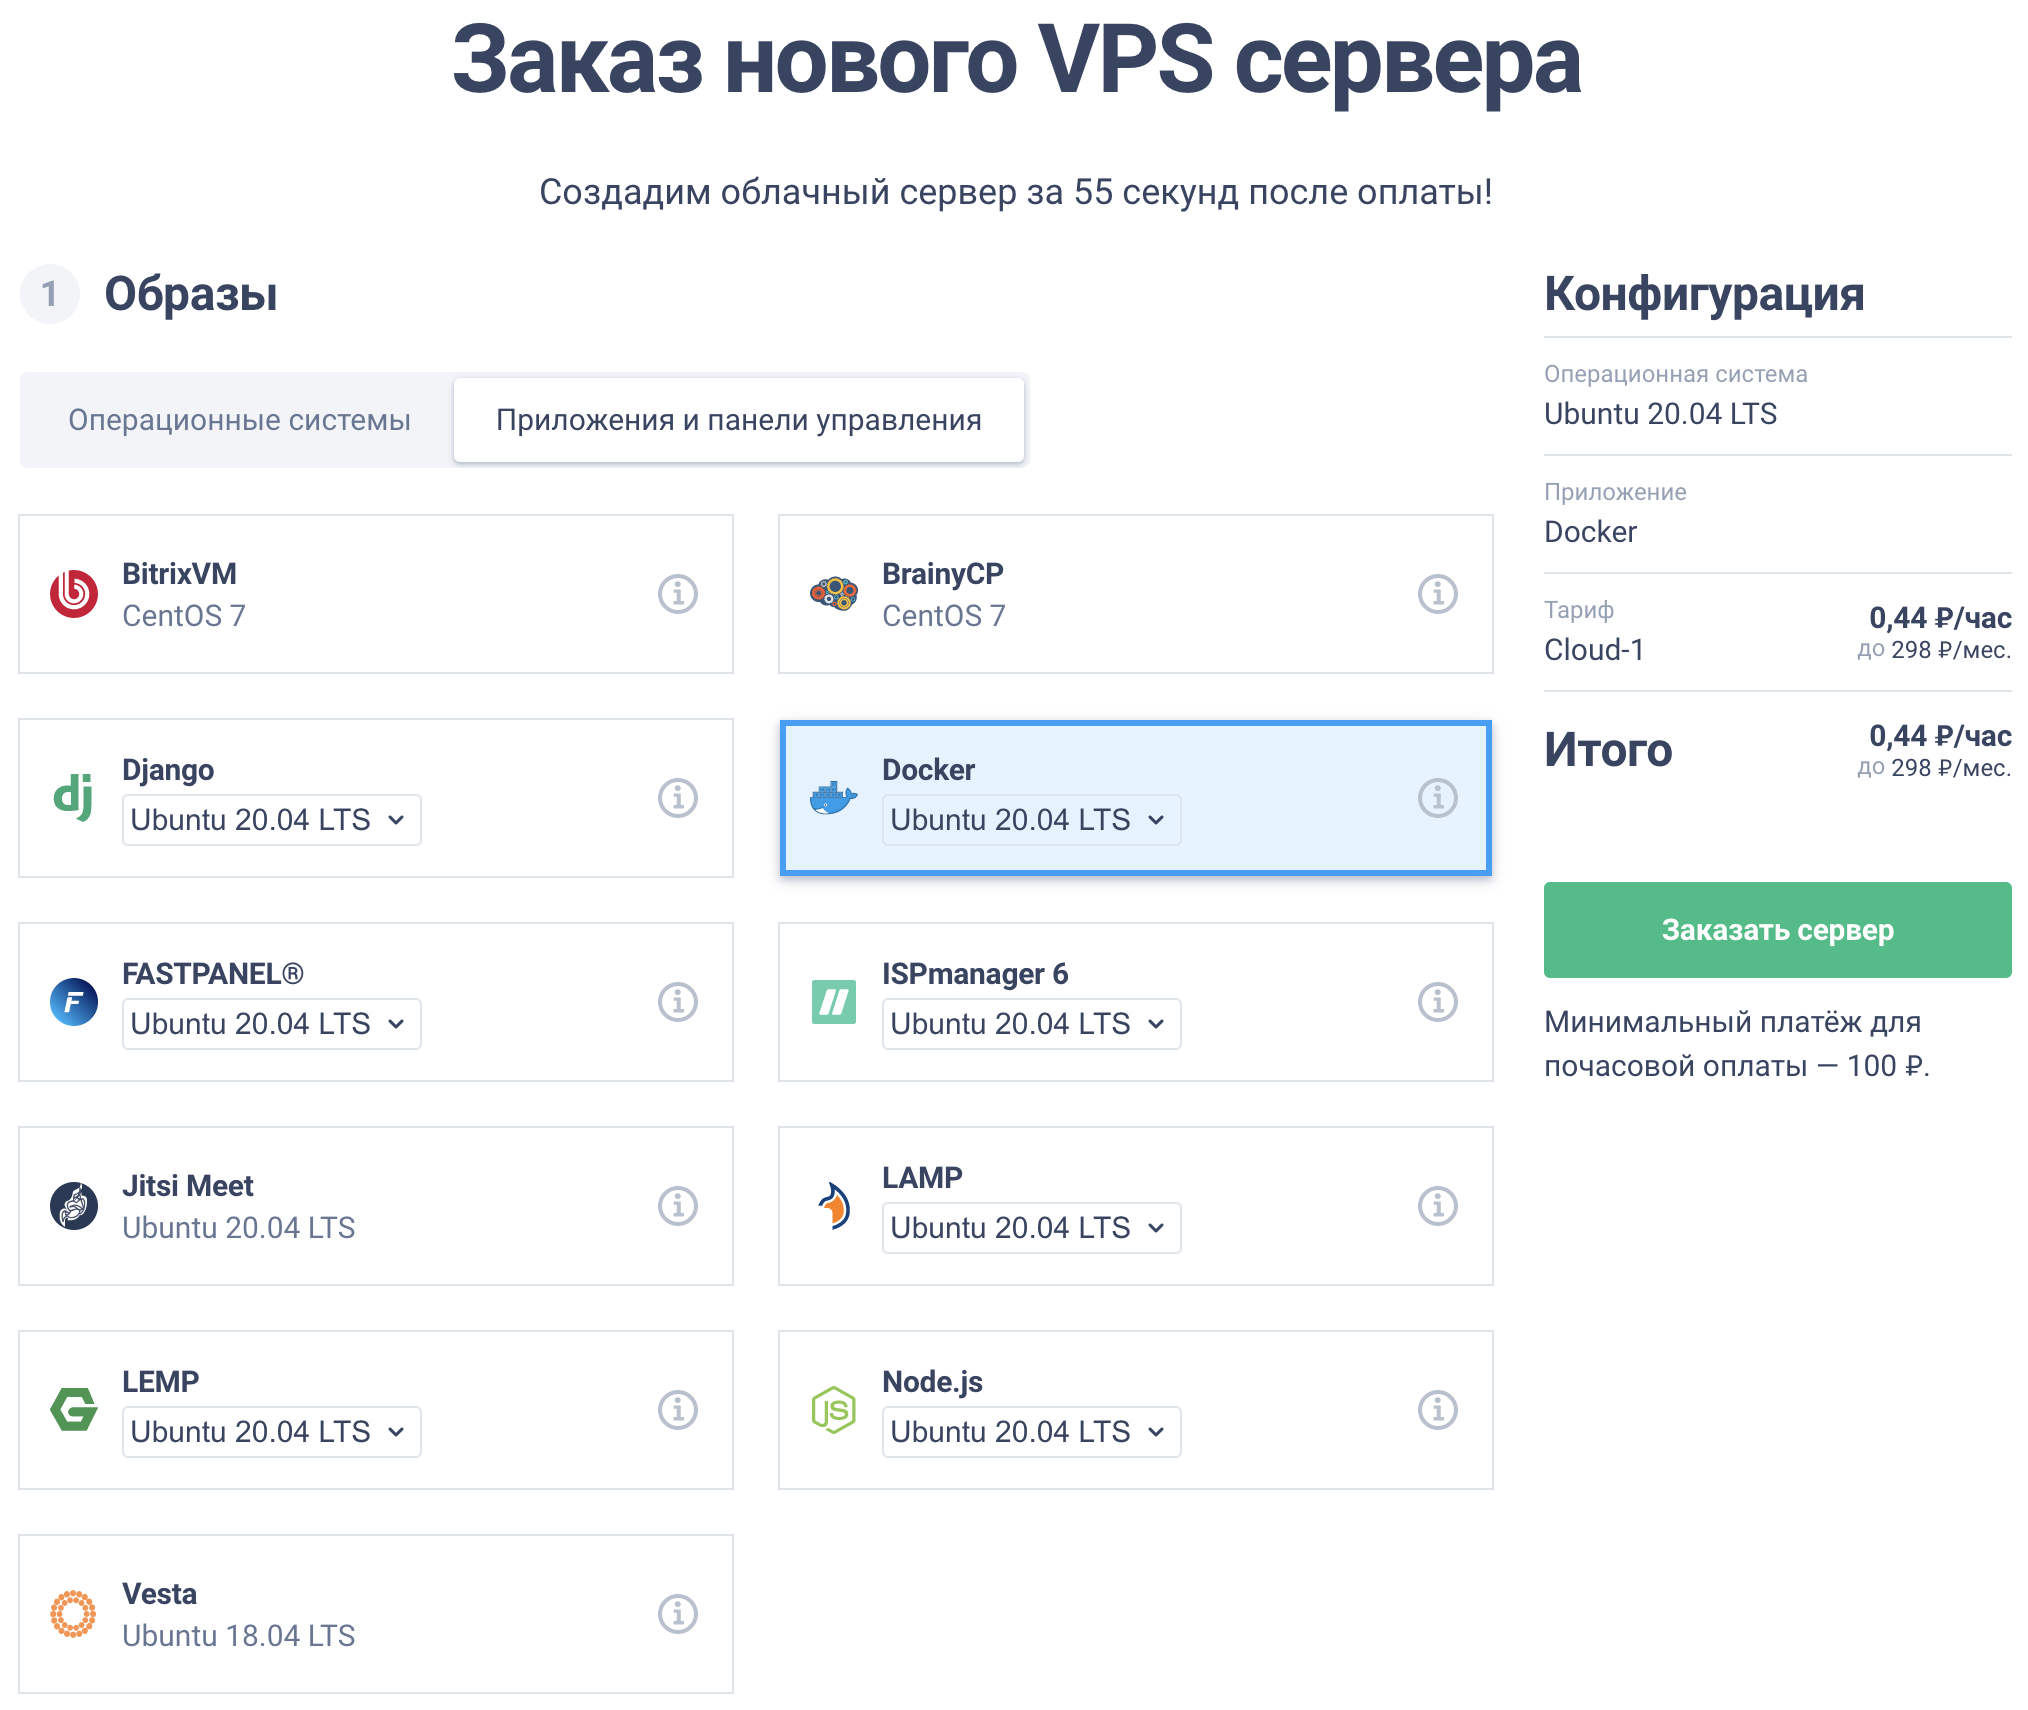 Заказ нового VPS сервера
Создадим облачный сервер за 55 секунд после оплаты!
1 Образы
Операционные системы
Приложения и панели управления
BitrixVM
CentOS 7
BrainyCP
CentOS 7
Django
Ubuntu 20.04 LTS
Docker
Ubuntu 20.04 LTS
FASTPANEL®
Ubuntu 20.04 LTS
ISPmanager 6
Ubuntu 20.04 LTS
Jitsi Meet
Ubuntu 20.04 LTS
LAMP
Ubuntu 20.04 LTS
LEMP
Ubuntu 20.04 LTS
Node.js
Ubuntu 20.04 LTS
Vesta
Ubuntu 18.04 LTS
Конфигурация
Операционная система
Ubuntu 20.04 LTS
Приложение
Docker
Тариф
Cloud-1
0,44 ₽/час
до 298 ₽/мес.
Итого
0,44 ₽/час
до 298 ₽/мес.
Заказать сервер
Минимальный платёж для
почасовой оплаты — 100 ₽.